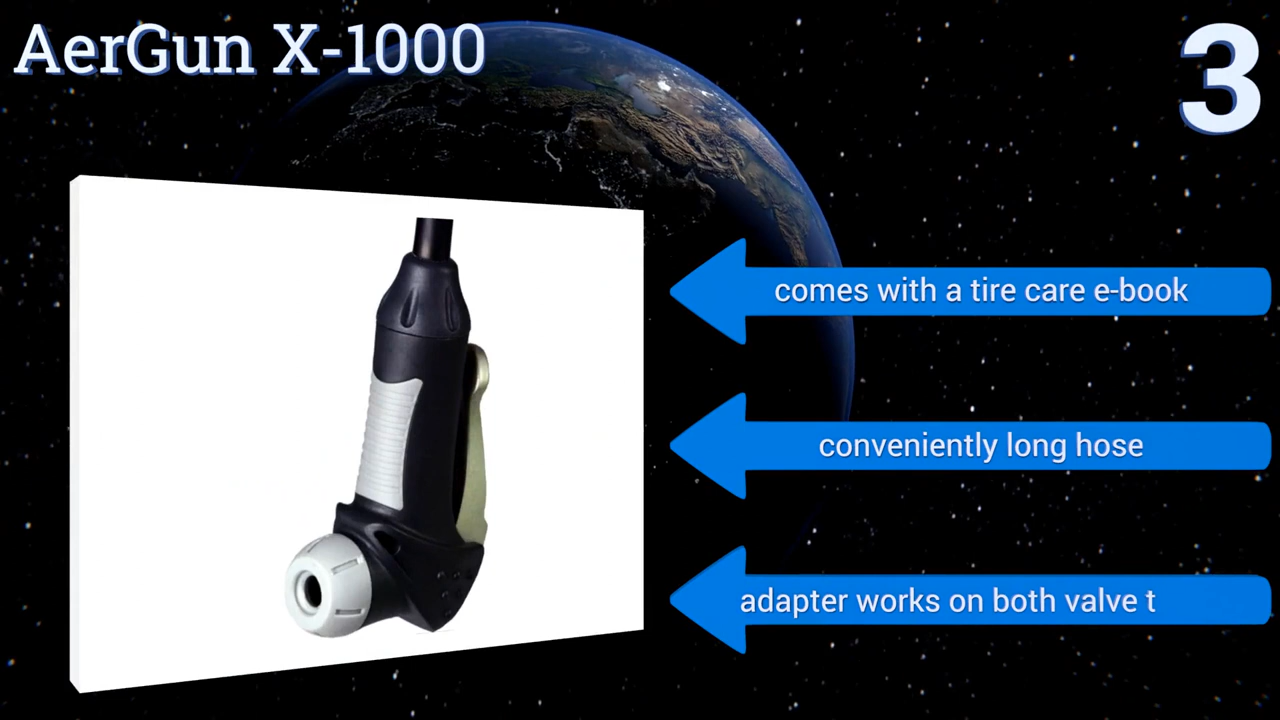 AerGun X-1000
3
comes with a tire care e-book
conveniently long hose
adapter works on both valve t